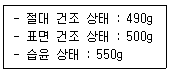 - 절대 건조 상태 : 490g
- 표면 건조 상태 : 500g
- 습윤 상태 : 550g